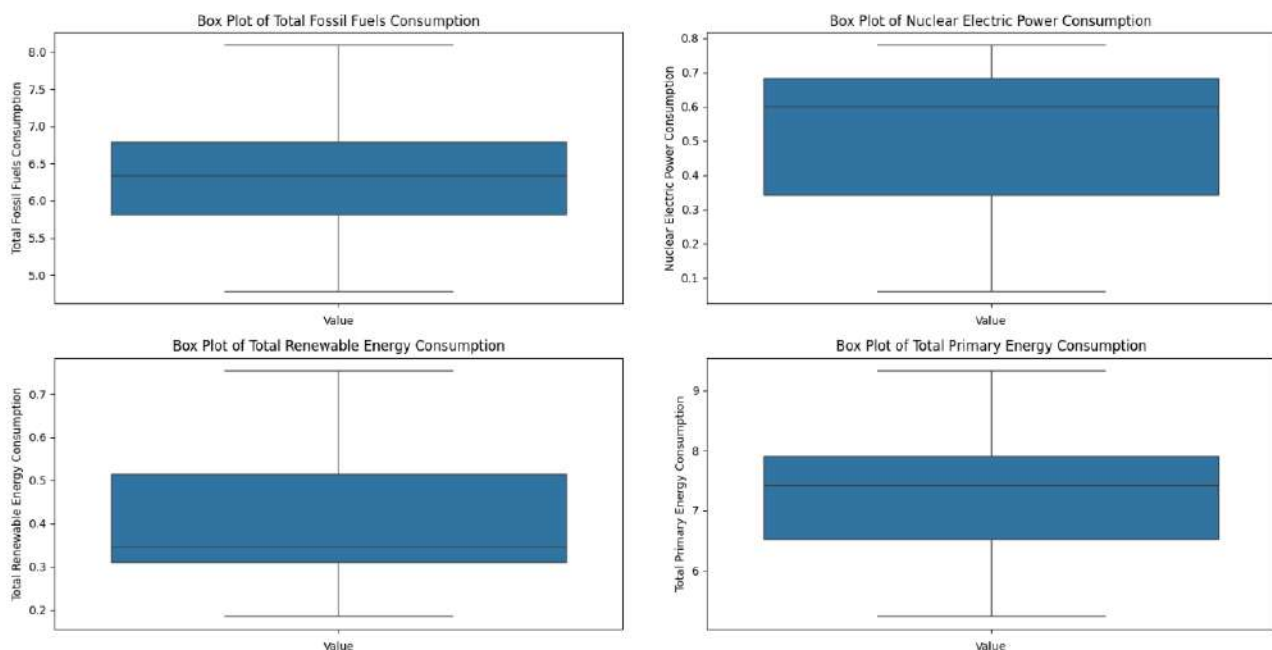 Box Plot of Total Fossil Fuels Consumption
Total Fossil Fuels Consumption
8.0
7.5
7.0
6.5
6.0
5.5
5.0
Value
Box Plot of Nuclear Electric Power Consumption
Nuclear Electric Power Consumption
0.8
0.7
0.6
0.5
0.4
0.3
0.2
0.1
Value
Box Plot of Total Renewable Energy Consumption
Total Renewable Energy Consumption
0.7
0.6
0.5
0.4
0.3
0.2
Value
Box Plot of Total Primary Energy Consumption
Total Primary Energy Consumption
9
8
7
6
Value